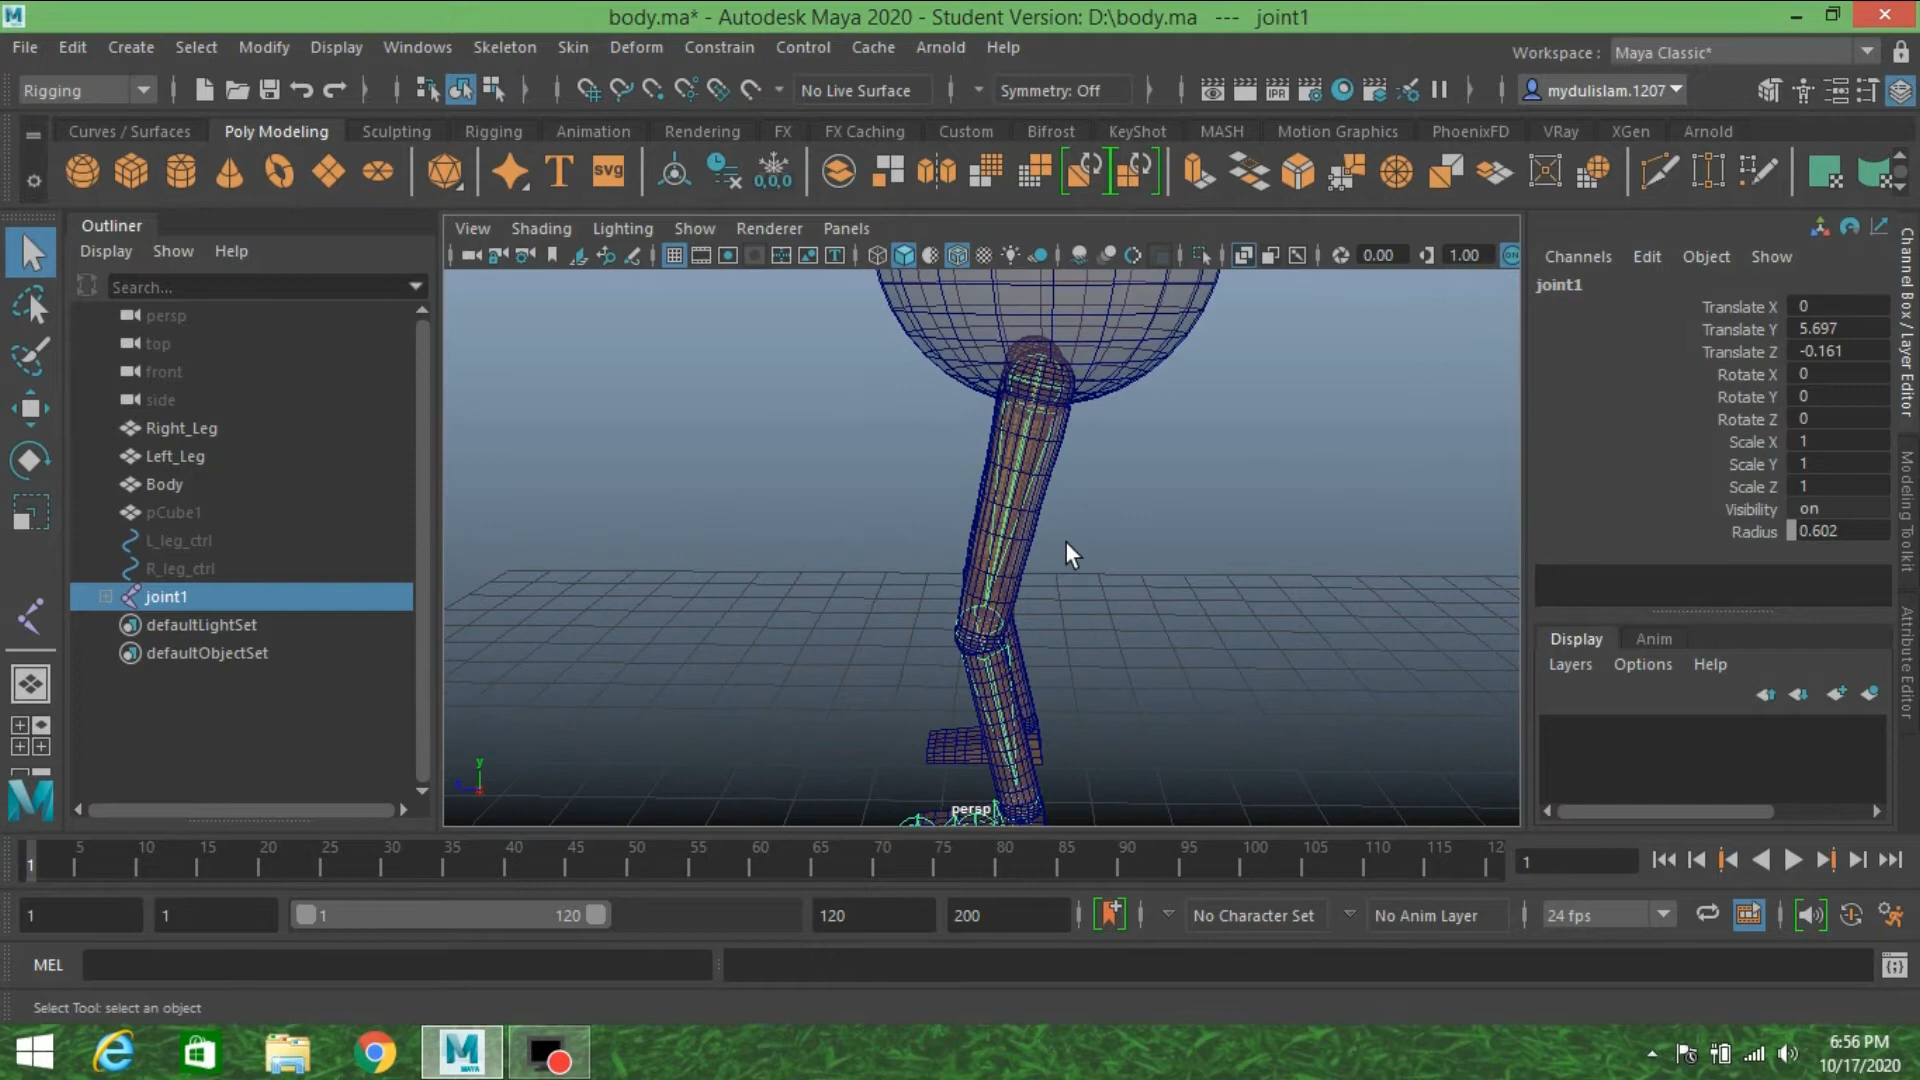 body.ma* - Autodesk Maya 2020 - Student Version: D:\body.ma --- joint1
File Edit Create Select Modify Display Windows Skeleton Skin Deform Constrain Control Cache Arnold Help
Workspace : Maya Classic*
Rigging
No Live Surface
Symmetry: Off
IPR
mydulislam.1207
Curves / Surfaces Poly Modeling Sculpting Rigging Animation Rendering FX FX Caching Custom Bifrost KeyShot MASH Motion Graphics PhoenixFD VRay XGen Arnold
T svg 0,0,0
Outliner
Display Show Help
Search...
persp
top
front
side
Right_Leg
Left_Leg
Body
pCube1
L_leg_ctrl
R_leg_ctrl
joint1
defaultLightSet
defaultObjectSet
View Shading Lighting Show Renderer Panels
0.00 1.00 ON
y
persp
Channels Edit Object Show
joint1
Translate X 0
Translate Y 5.697
Translate Z -0.161
Rotate X 0
Rotate Y 0
Rotate Z 0
Scale X 1
Scale Y 1
Scale Z 1
Visibility on
Radius 0.602
Display Anim
Layers Options Help
Channel Box / Layer Editor
Modeling Toolkit
Attribute Editor
1 5 10 15 20 25 30 35 40 45 50 55 60 65 70 75 80 85 90 95 100 105 110 115 12
1
1 1 1 120 120 200
No Character Set
No Anim Layer
24 fps
MEL
Select Tool: select an object
MAYA
6:56 PM
10/17/2020